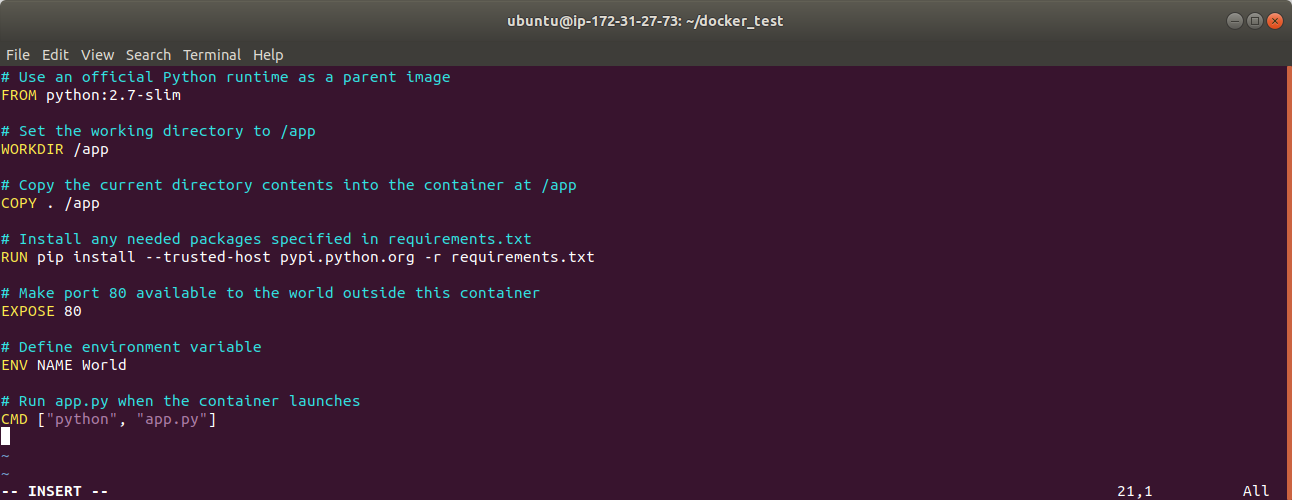 ubuntu@ip-172-31-27-73: ~/docker_test
File Edit View Search Terminal Help
# Use an official Python runtime as a parent image
FROM python:2.7-slim
# Set the working directory to /app
WORKDIR /app
# Copy the current directory contents into the container at /app
COPY . /app
# Install any needed packages specified in requirements.txt
RUN pip install --trusted-host pypi.python.org -r requirements.txt
# Make port 80 available to the world outside this container
EXPOSE 80
# Define environment variable
ENV NAME World
# Run app.py when the container launches
CMD ["python", "app.py"]
~
~
-- INSERT -- 21,1 All